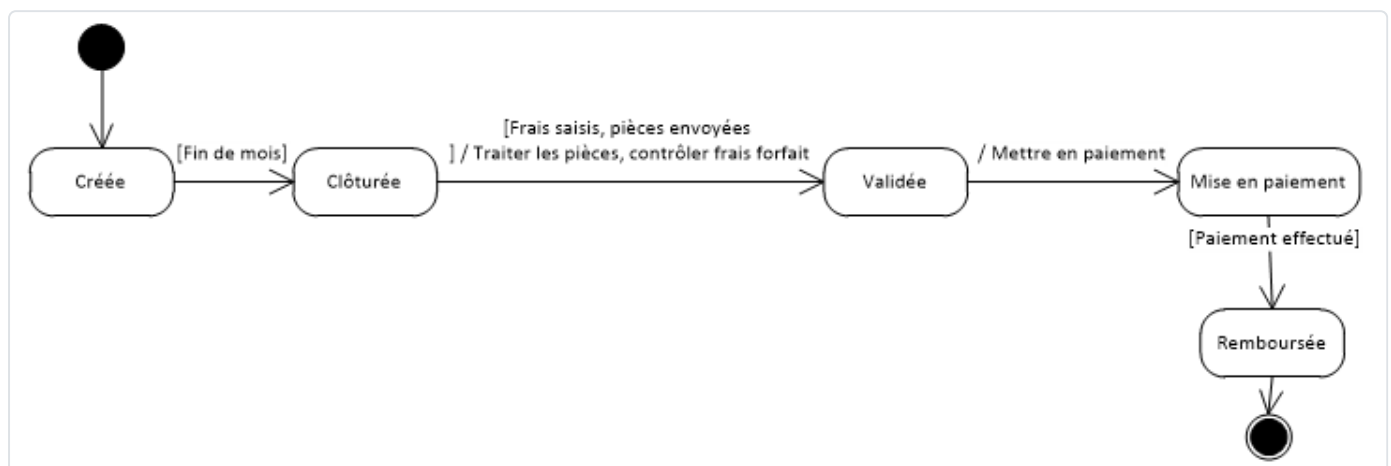 [Frais saisis, pièces envoyées
[Fin de mois]
] / Traiter les pièces, contrôler frais forfait
/ Mettre en paiement
Créée
Clôturée
Validée
Mise en paiement
[Paiement effectué]
Remboursée